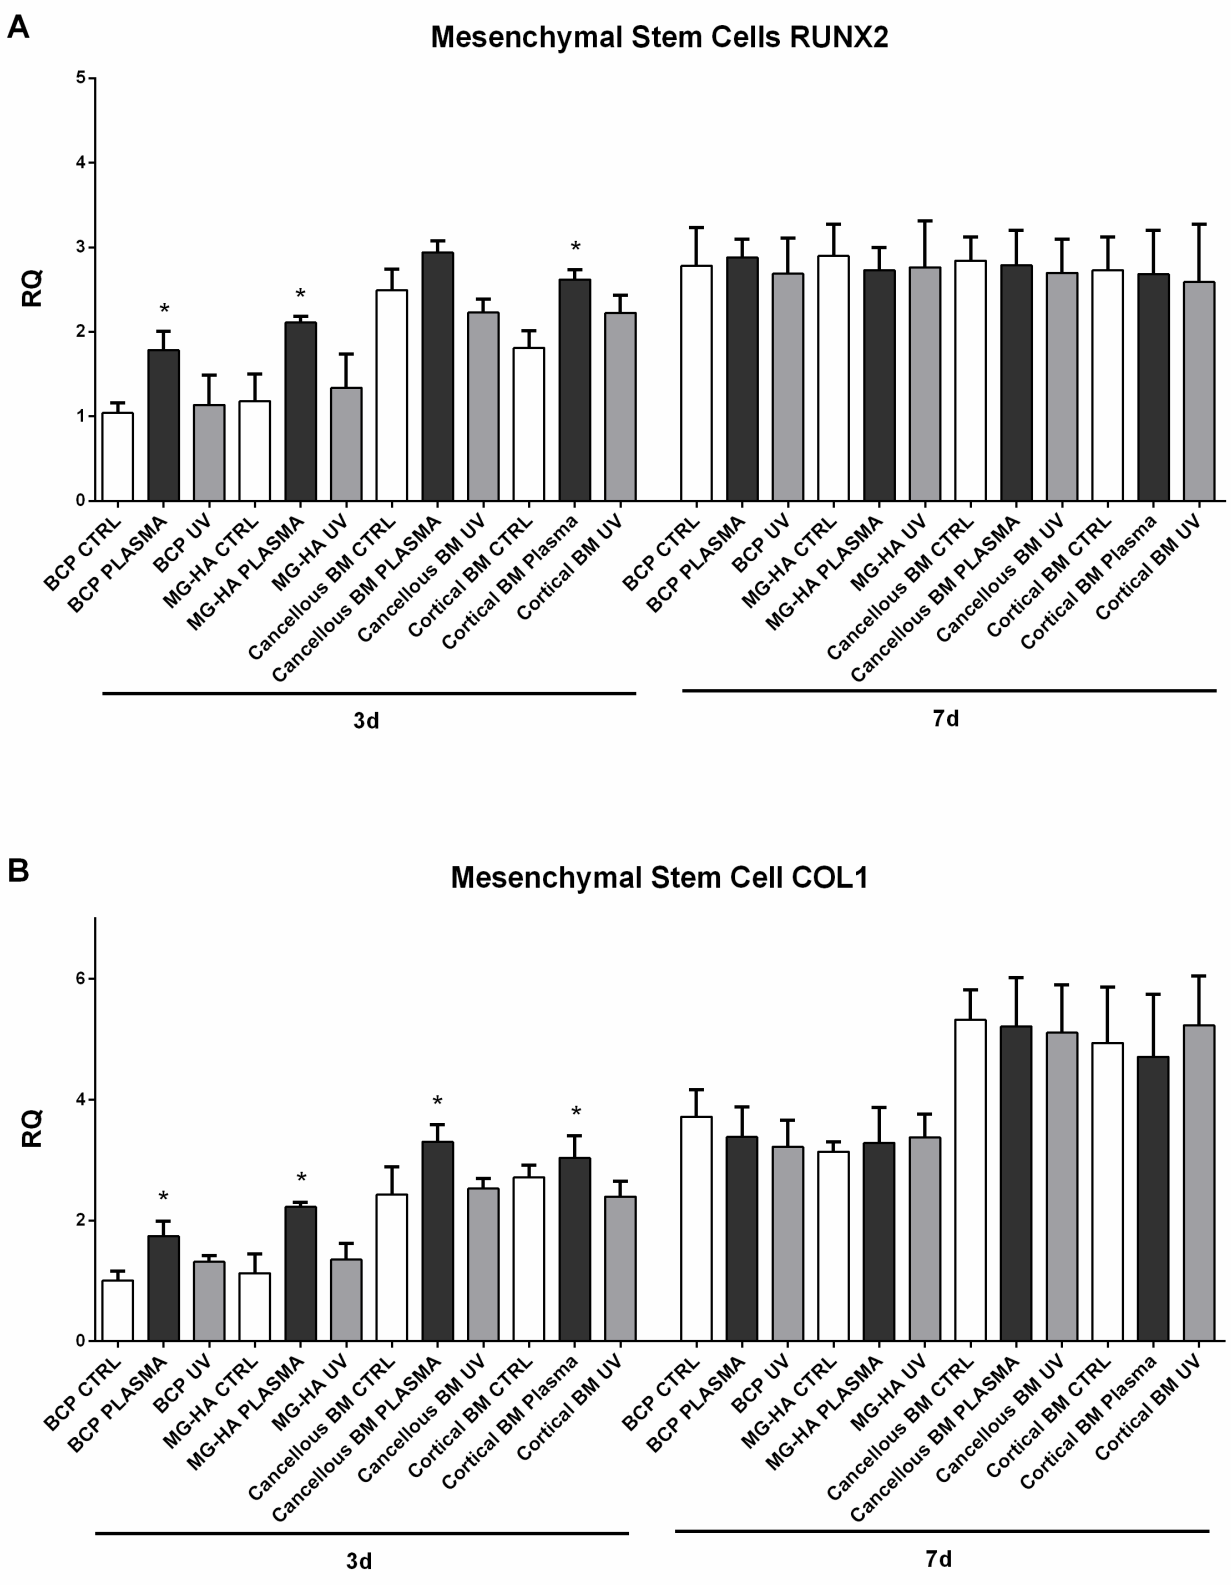 A
Mesenchymal Stem Cells RUNX2
5
4
3
2
1
0
RQ
*
*
*
BCP CTRL
BCP PLASMA
BCP UV
MG-HA CTRL
MG-HA PLASMA
MG-HA UV
Cancellous BM CTRL
Cancellous BM PLASMA
Cancellous BM UV
Cortical BM CTRL
Cortical BM Plasma
Cortical BM UV
BCP CTRL
BCP PLASMA
BCP UV
MG-HA CTRL
MG-HA PLASMA
MG-HA UV
Cancellous BM CTRL
Cancellous BM PLASMA
Cancellous BM UV
Cortical BM CTRL
Cortical BM Plasma
Cortical BM UV
3d
7d
B
Mesenchymal Stem Cell COL1
6
4
2
0
RQ
*
*
*
*
BCP CTRL
BCP PLASMA
BCP UV
MG-HA CTRL
MG-HA PLASMA
MG-HA UV
Cancellous BM CTRL
Cancellous BM PLASMA
Cancellous BM UV
Cortical BM CTRL
Cortical BM Plasma
Cortical BM UV
BCP CTRL
BCP PLASMA
BCP UV
MG-HA CTRL
MG-HA PLASMA
MG-HA UV
Cancellous BM CTRL
Cancellous BM PLASMA
Cancellous BM UV
Cortical BM CTRL
Cortical BM Plasma
Cortical BM UV
3d
7d